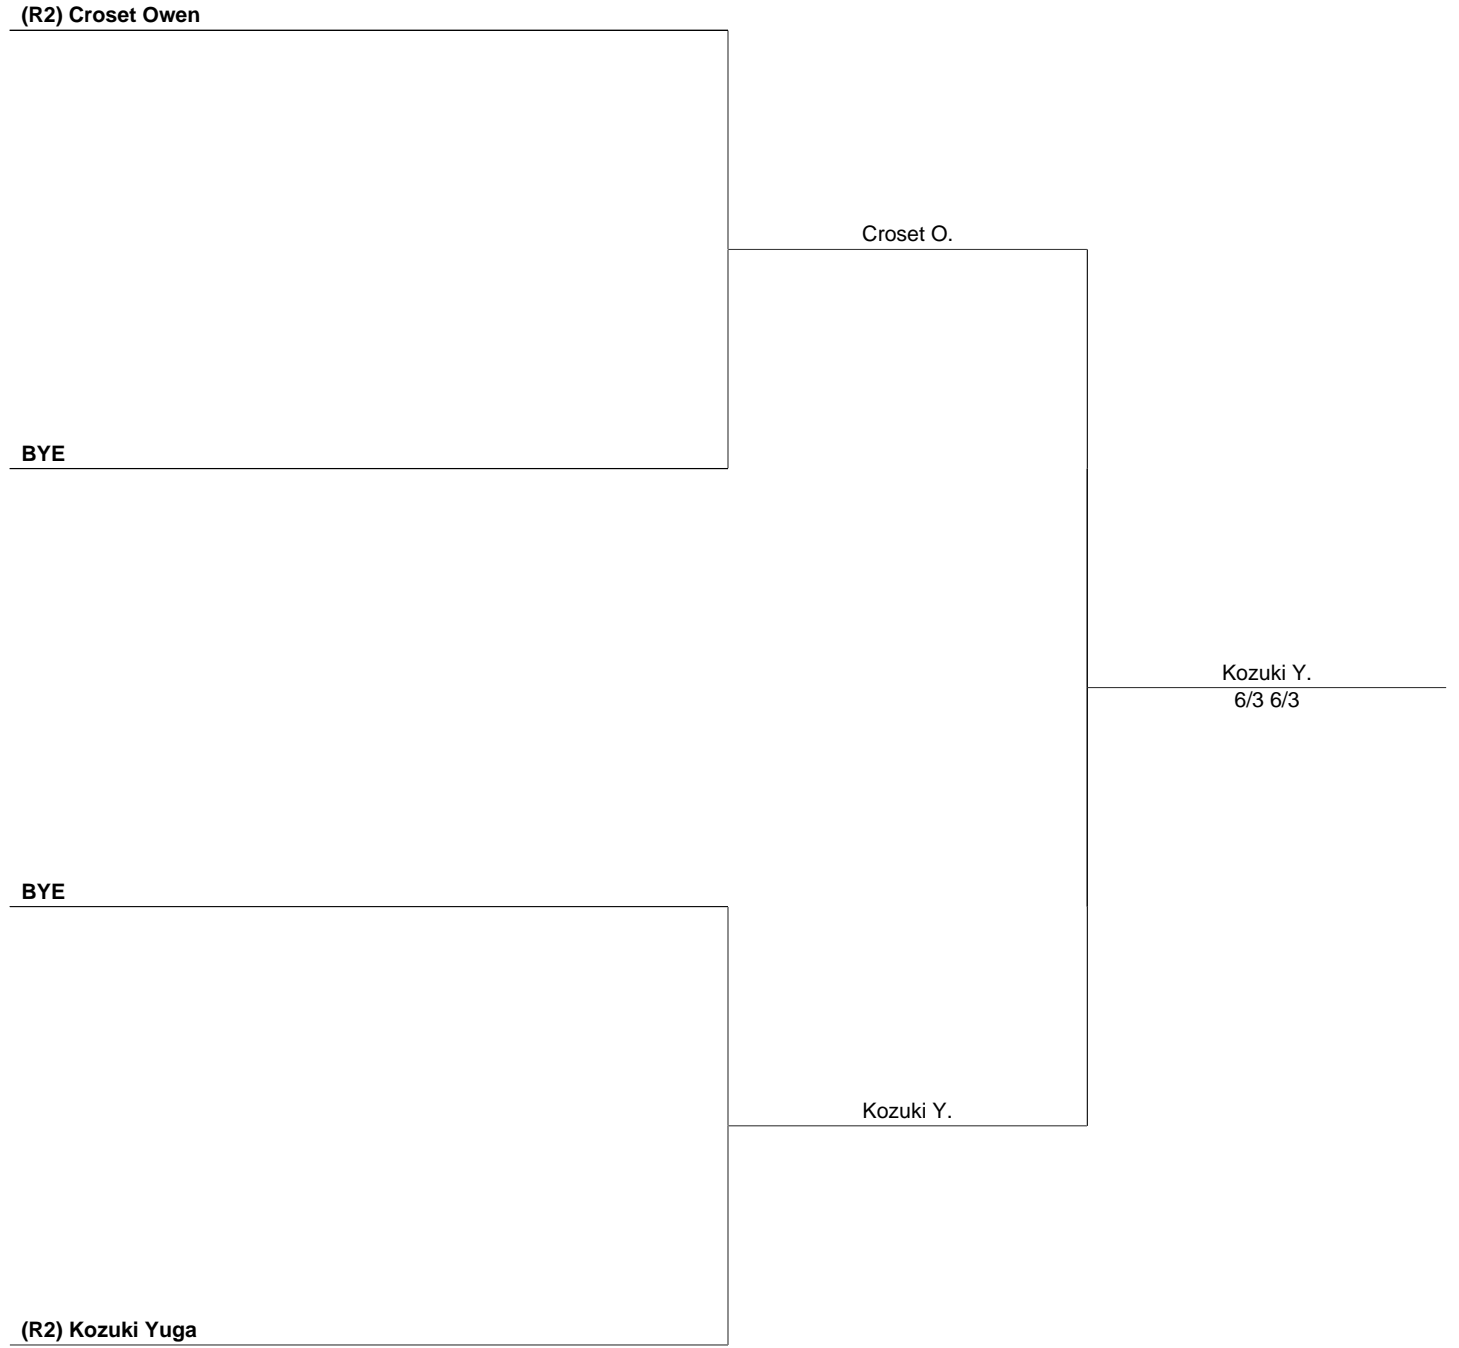 (R2) Croset Owen
Croset O.
BYE
Kozuki Y.
6/3 6/3
BYE
Kozuki Y.
(R2) Kozuki Yuga